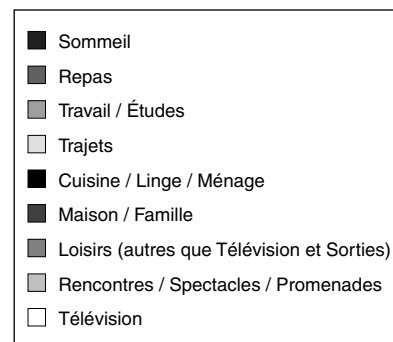 Sommeil
Repas
Travail / Études
Trajets
Cuisine / Linge / Ménage
Maison / Famille
Loisirs (autres que Télévision et Sorties)
Rencontres / Spectacles / Promenades
Télévision